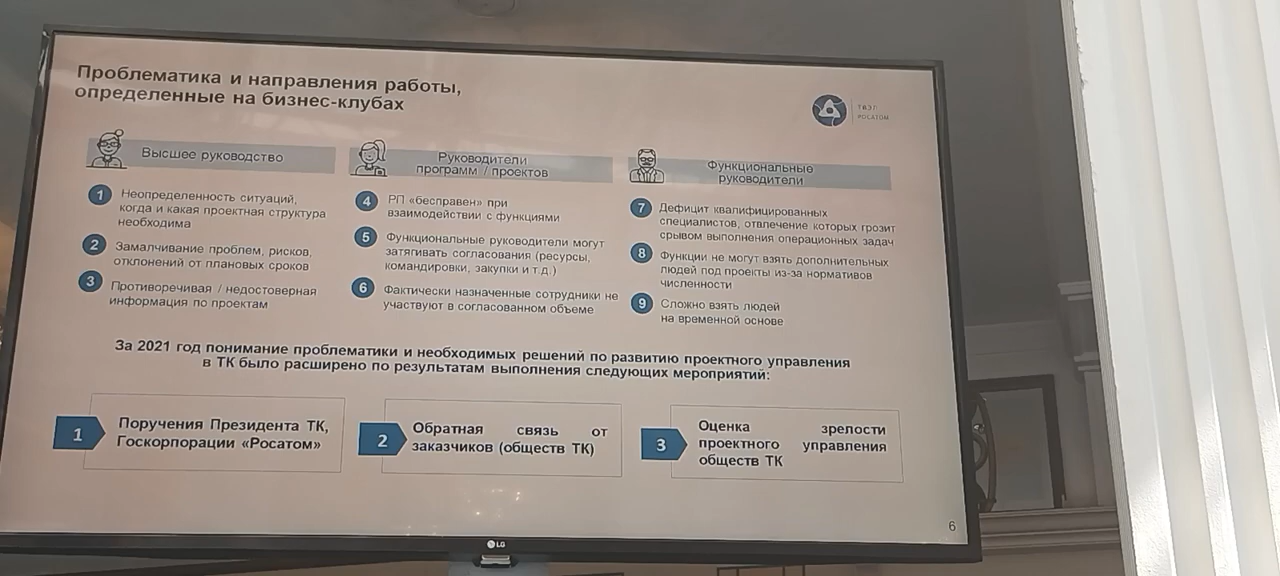 Проблематика и направления работы,
определенные на бизнес-клубах
ТВЭЛ
РОСАТОМ
Высшее руководство
1 Неопределенность ситуаций,
когда и какая проектная структура
необходима
2 Замалчивание проблем, рисков,
отклонений от плановых сроков
3 Противоречивая / недостоверная
информация по проектам
Руководители
программ / проектов
4 РП «бесправен» при
взаимодействии с функциями
5 Функциональные руководители могут
затягивать согласования (ресурсы,
командировки, закупки и т.д.)
6 Фактически назначенные сотрудники не
участвуют в согласованном объеме
Функциональные
руководители
7 Дефицит квалифицированных
специалистов, отвлечение которых грозит
срывом выполнения операционных задач
8 Функции не могут взять дополнительных
людей под проекты из-за нормативов
численности
9 Сложно взять людей
на временной основе
За 2021 год понимание проблематики и необходимых решений по развитию проектного управления
в ТК было расширено по результатам выполнения следующих мероприятий:
1 Поручения Президента ТК,
Госкорпорации «Росатом»
2 Обратная связь от
заказчиков (обществ ТК)
3 Оценка зрелости
проектного управления
обществ ТК
6
LG